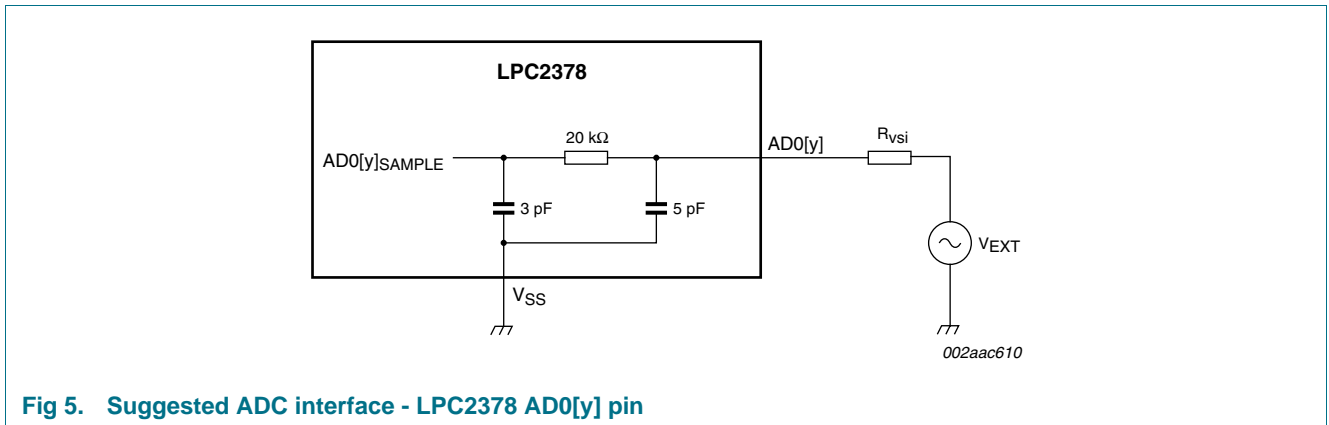 LPC2378
20 kΩ
AD0[y]
Rvsi
AD0[y]SAMPLE
3 pF
5 pF
VEXT
VSS
002aac610
Fig 5. Suggested ADC interface - LPC2378 AD0[y] pin